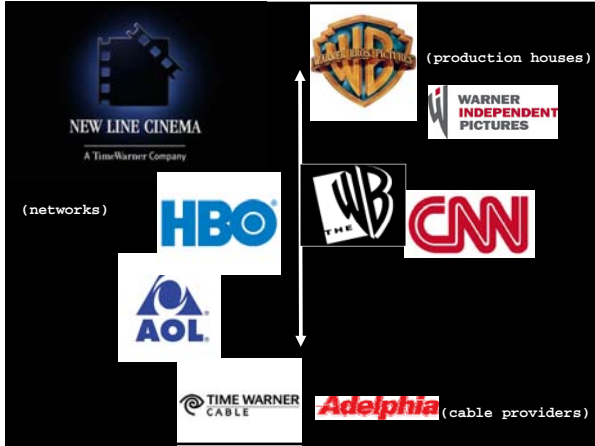 WARNER BROS PICTURES
WB
(production houses)
NEW LINE CINEMA
A TimeWarner Company
WARNER
INDEPENDENT
PICTURES
(networks)
HBO®
THE WB
CNN
AOL®
TIME WARNER
CABLE
Adelphia
(cable providers)